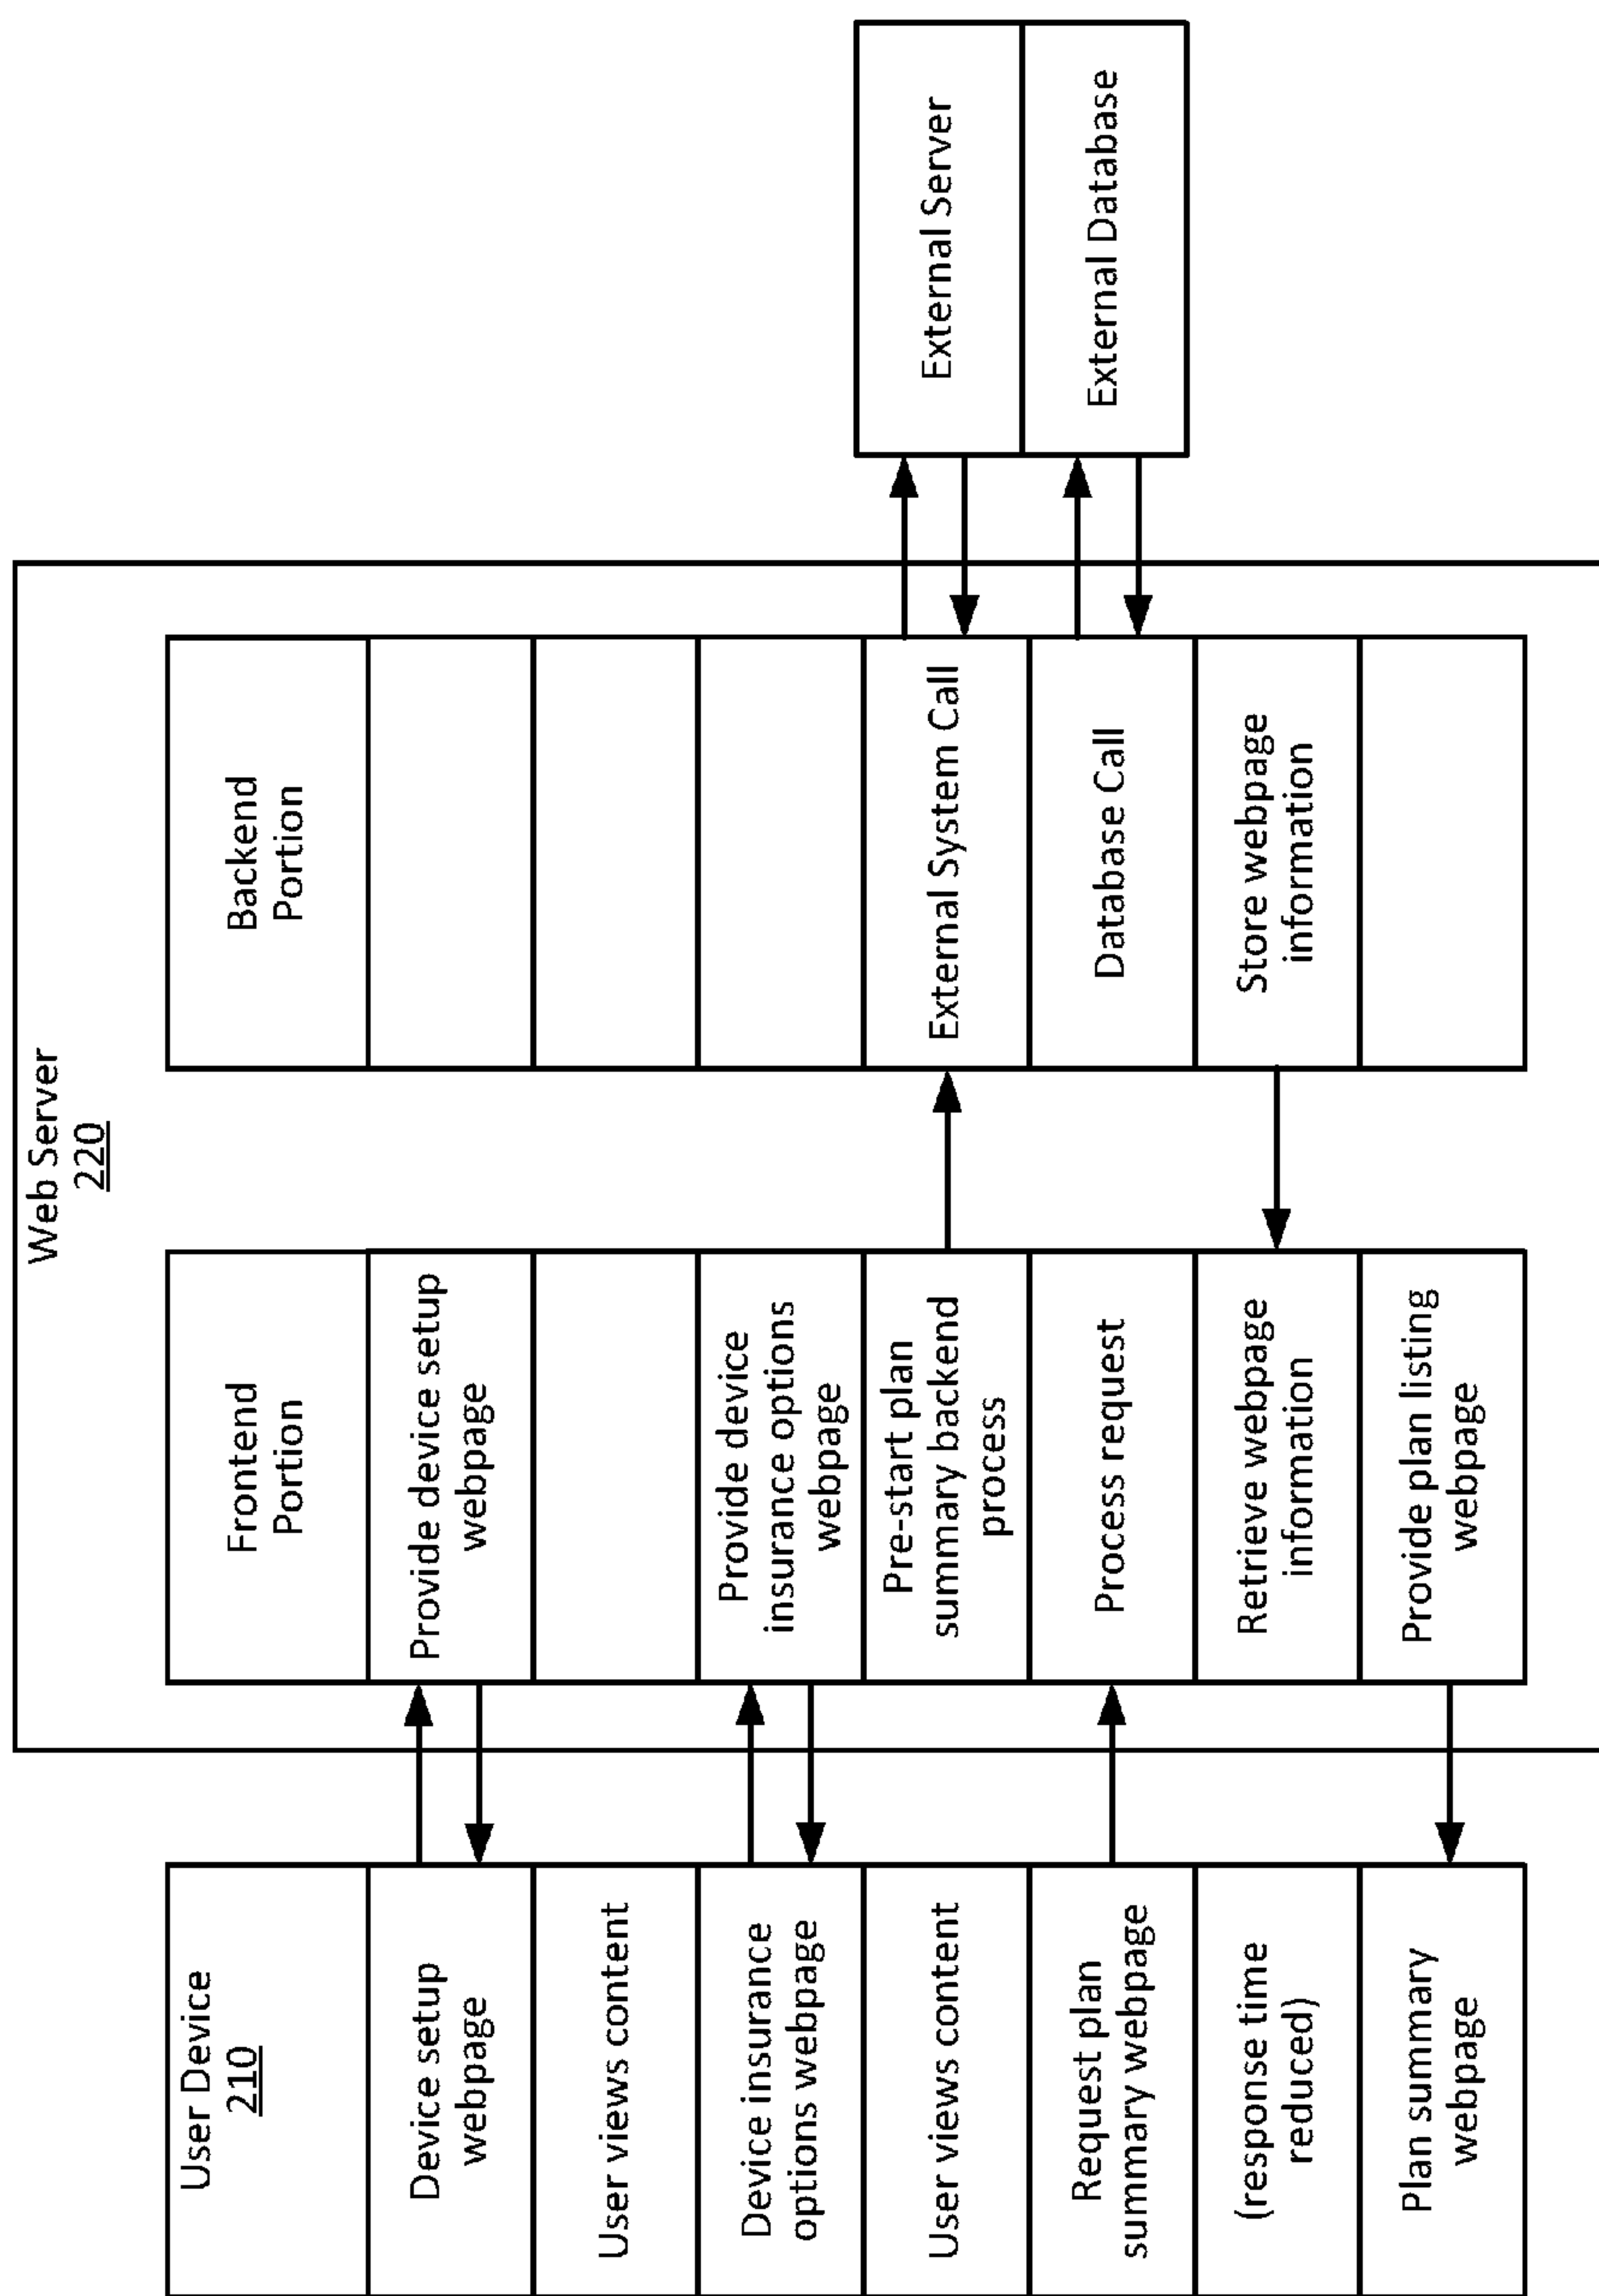 Web Server
220
User Device
210
Device setup
webpage
User views content
Device insurance
options webpage
User views content
Request plan
summary webpage
(response time
reduced)
Plan summary
webpage
Frontend
Portion
Provide device setup
webpage
Provide device
insurance options
webpage
Pre-start plan
summary backend
process
Process request
Retrieve webpage
information
Provide plan listing
webpage
Backend
Portion
External System Call
Database Call
Store webpage
information
External Server
External Database